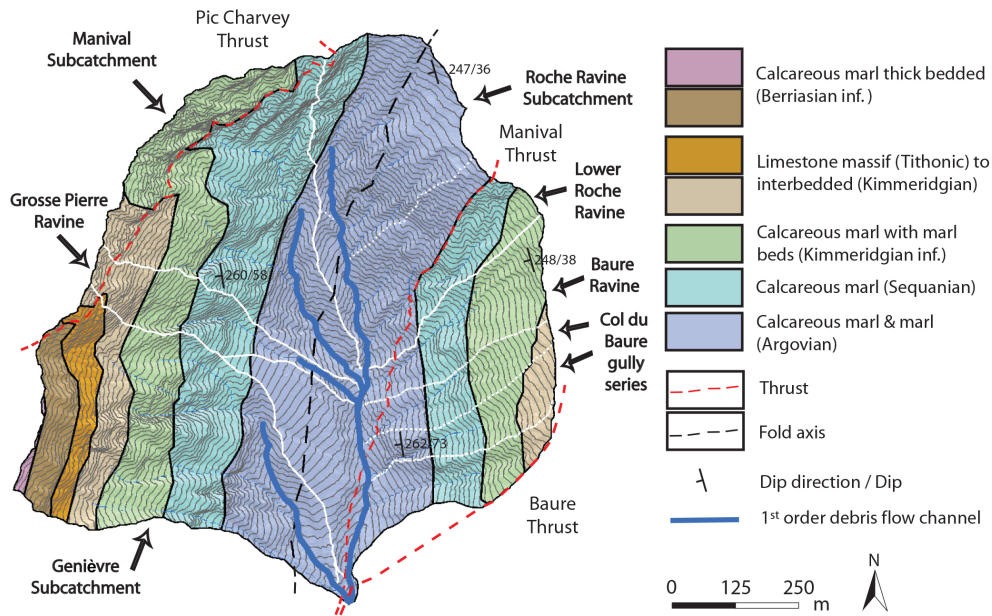 Pic Charvey
Thrust
Manival
Subcatchment
247/36
Roche Ravine
Subcatchment
Manival
Thrust
Lower
Roche
Ravine
Grosse Pierre
Ravine
260/58
248/38
Baure
Ravine
Col du
Baure
gully
series
262/73
Baure
Thrust
Genièvre
Subcatchment
Calcareous marl thick bedded
(Berriasian inf.)
Limestone massif (Tithonic) to
interbedded (Kimmeridgian)
Calcareous marl with marl
beds (Kimmeridgian inf.)
Calcareous marl (Sequanian)
Calcareous marl & marl
(Argovian)
Thrust
Fold axis
Dip direction / Dip
1st order debris flow channel
N
0 125 250
m